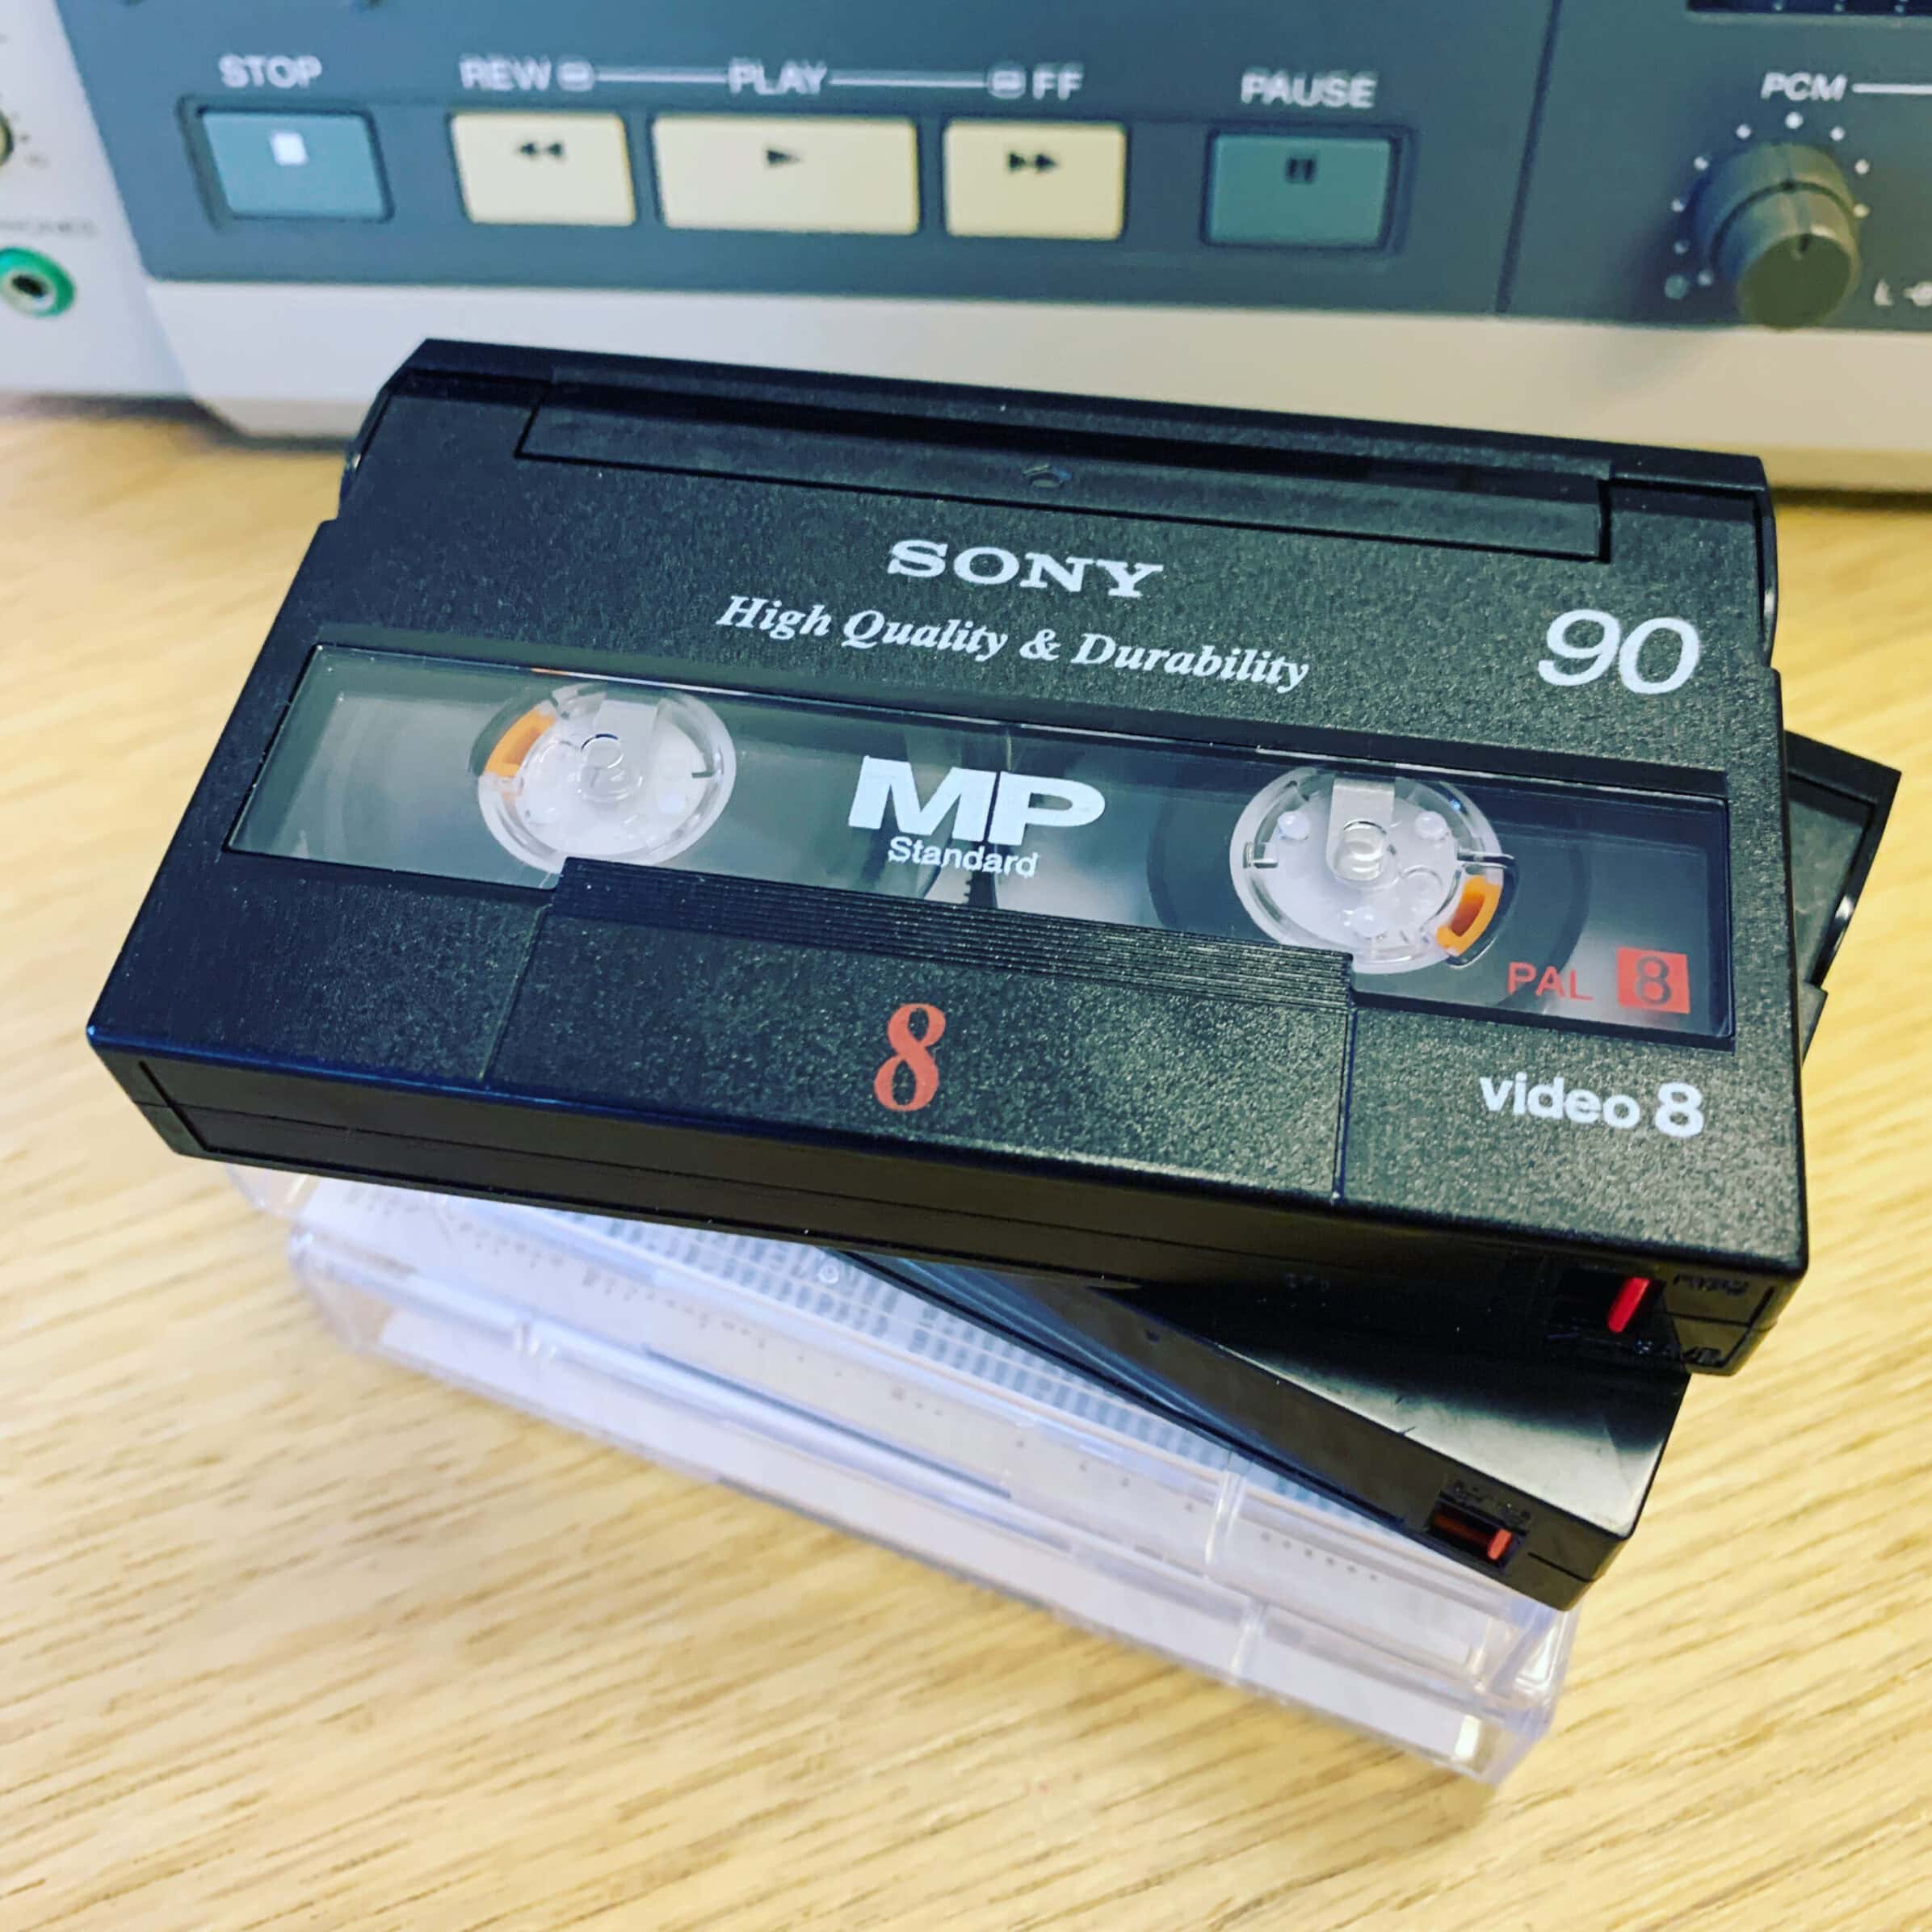 STOP
REW
PLAY
FF
PAUSE
PCM
L
SONY
High Quality & Durability
90
MP
Standard
PAL 8
8
video 8